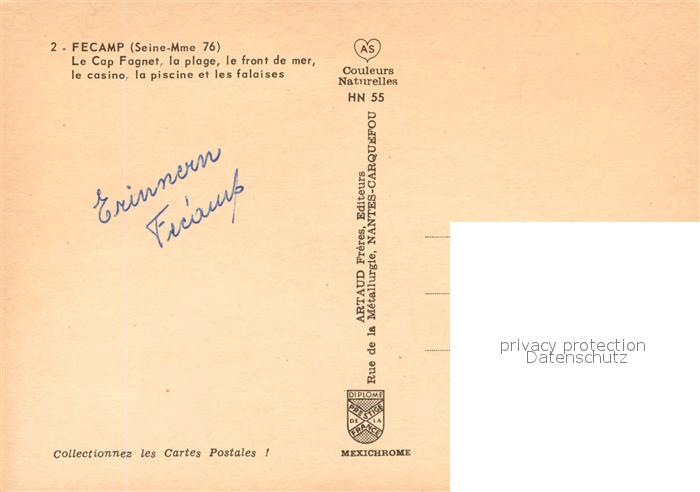 2 - FECAMP (Seine-Mme 76)
Le Cap Fagnet, la plage, le front de mer,
le casino, la piscine et les falaises
Erinnern
Fécamp
AS
Couleurs
Naturelles
HN 55
ARTAUD Frères, Editeurs
Rue de la Métallurgie, NANTES-CARQUEFOU
DIPLOME
PRESTIGE
DE LA
FRANCE
MEXICHROME
Collectionnez les Cartes Postales !
privacy protection
Datenschutz